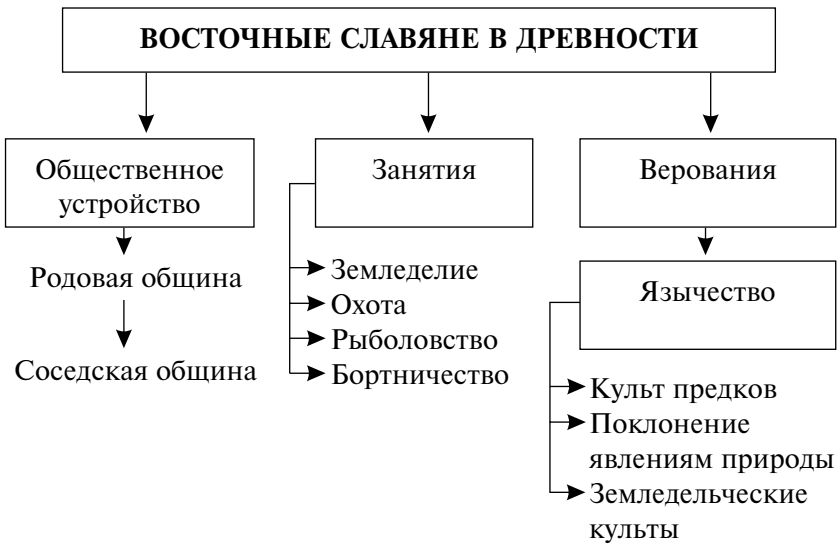 ВОСТОЧНЫЕ СЛАВЯНЕ В ДРЕВНОСТИ
Общественное
устройство
Родовая община
Соседская община
Занятия
Земледелие
Охота
Рыболовство
Бортничество
Верования
Язычество
Культ предков
Поклонение
явлениям природы
Земледельческие
культы